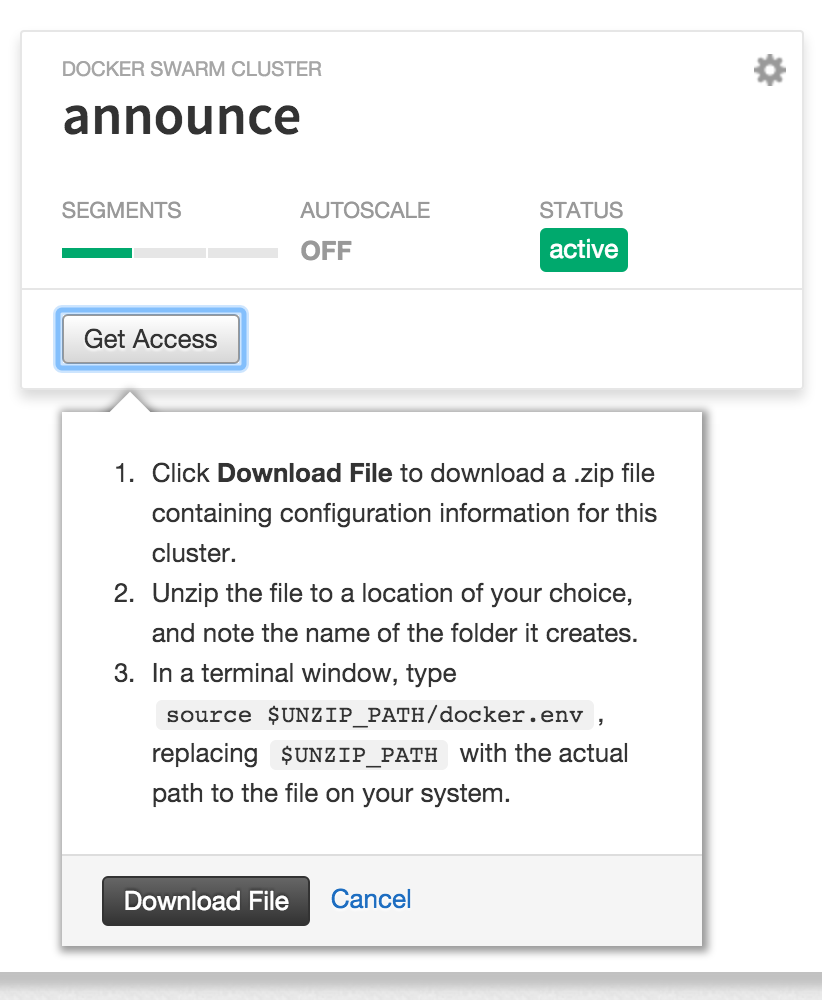 DOCKER SWARM CLUSTER
announce
SEGMENTS AUTOSCALE STATUS
OFF active
Get Access
1. Click Download File to download a .zip file
containing configuration information for this
cluster.
2. Unzip the file to a location of your choice,
and note the name of the folder it creates.
3. In a terminal window, type
source $UNZIP_PATH/docker.env ,
replacing $UNZIP_PATH with the actual
path to the file on your system.
Download File Cancel